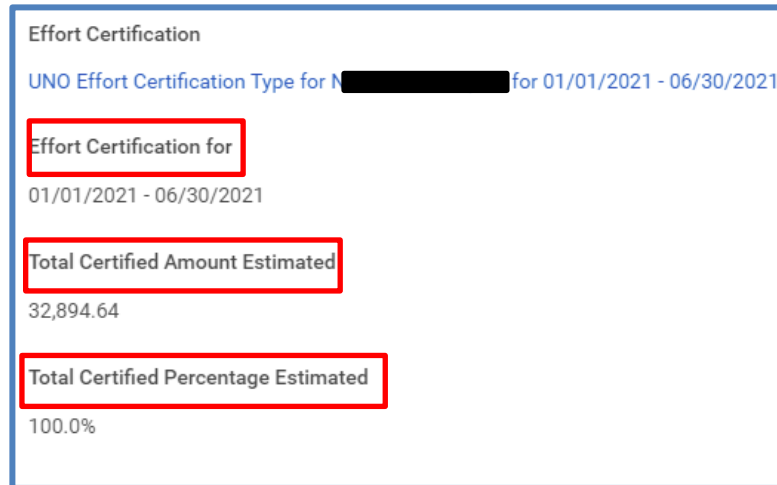 Effort Certification
UNO Effort Certification Type for N for 01/01/2021 - 06/30/2021
Effort Certification for
01/01/2021 - 06/30/2021
Total Certified Amount Estimated
32,894.64
Total Certified Percentage Estimated
100.0%